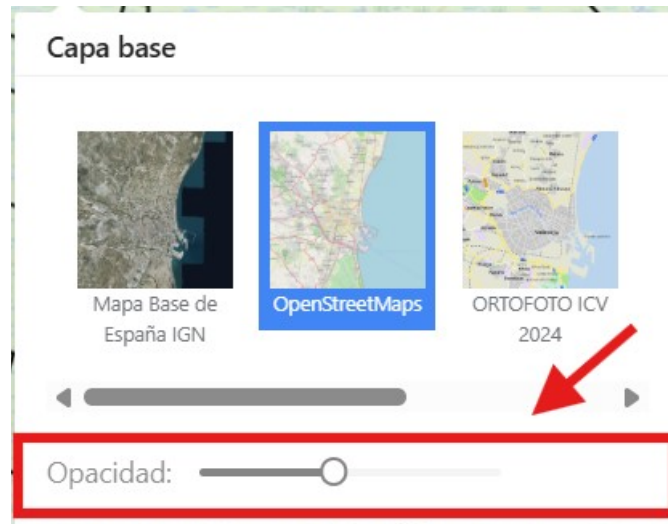 Capa base
Mapa Base de
España IGN
OpenStreetMaps
ORTOFOTO ICV
2024
Opacidad: